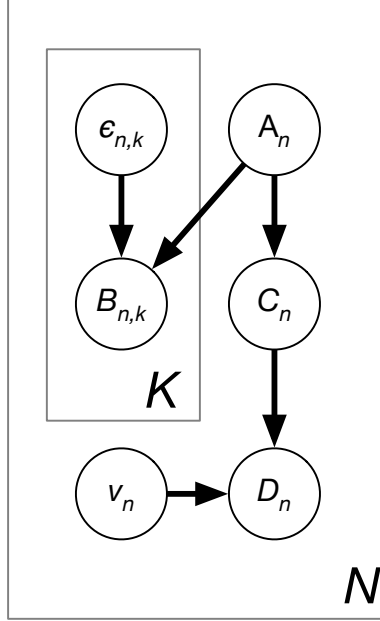 ϵn,k An
Bn,k Cn
K
vn Dn
N